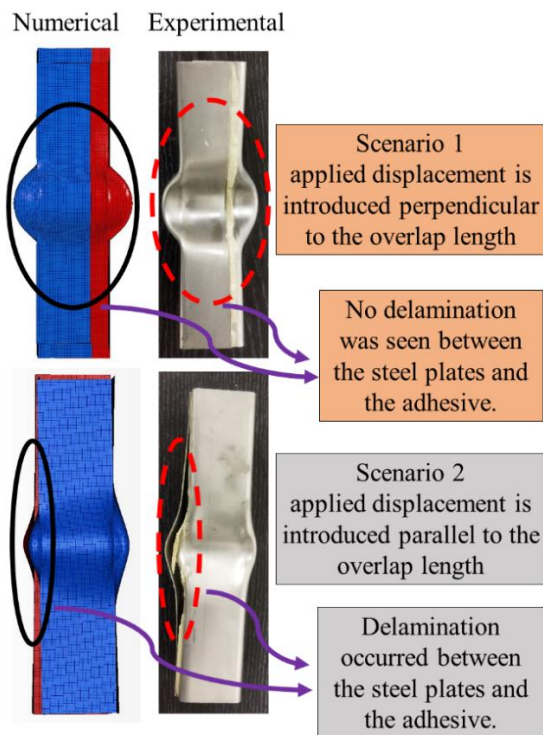 Numerical
Experimental
Scenario 1
applied displacement is
introduced perpendicular
to the overlap length
No delamination
was seen between
the steel plates and
the adhesive.
Scenario 2
applied displacement is
introduced parallel to the
overlap length
Delamination
occurred between
the steel plates and
the adhesive.